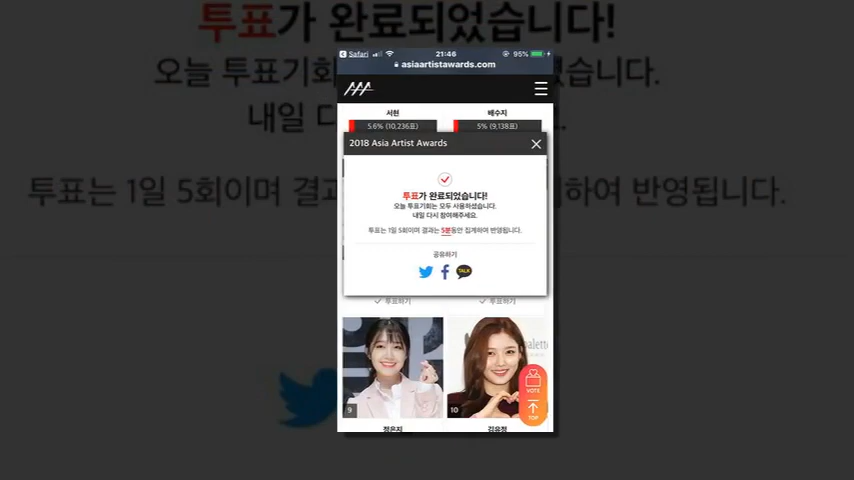 투표가 완료되었습니다!
오늘 투표기회
습니다.
내일 다
투표는 1일 5회이며 결과
하여 반영됩니다.
Safari 21:46 95%
asiaartistawards.com
AAA
서현 배수지
5.6% (10,236표) 5% (9,138표)
2018 Asia Artist Awards
투표가 완료되었습니다!
오늘 투표기회는 모두 사용하셨습니다.
내일 다시 참여해주세요.
투표는 1일 5회이며 결과는 5분동안 집계하여 반영됩니다.
공유하기
TALK
투표하기 투표하기
alette
VOTE
TOP
9 10
정은지 김유정